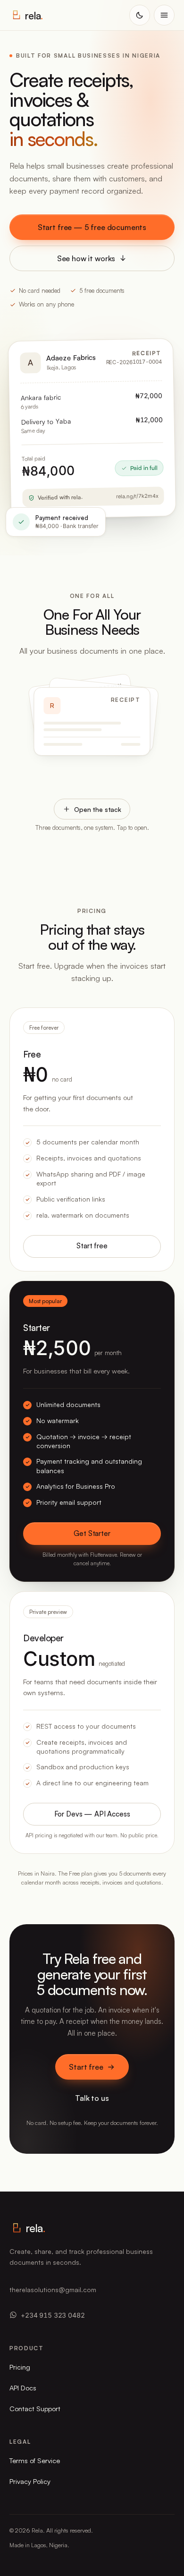 rela.
BUILT FOR SMALL BUSINESSES IN NIGERIA
Create receipts,
invoices &
quotations
in seconds.
Rela helps small businesses create professional
documents, share them with customers, and
keep every payment record organized.
Start free — 5 free documents
See how it works ↓
No card needed
5 free documents
Works on any phone
A
Adaeze Fabrics
Ikeja, Lagos
RECEIPT
REC-20261017-0004
Ankara fabric
6 yards
₦72,000
Delivery to Yaba
Same day
₦12,000
Total paid
₦84,000
Paid in full
Verified with rela.
rela.ng/r/7k2m4x
Payment received
₦84,000 · Bank transfer
ONE FOR ALL
One For All Your
Business Needs
All your business documents in one place.
R
RECEIPT
+ Open the stack
Three documents, one system. Tap to open.
PRICING
Pricing that stays
out of the way.
Start free. Upgrade when the invoices start
stacking up.
Free forever
Free
₦0 no card
For getting your first documents out
the door.
5 documents per calendar month
Receipts, invoices and quotations
WhatsApp sharing and PDF / image
export
Public verification links
rela. watermark on documents
Start free
Most popular
Starter
₦2,500 per month
For businesses that bill every week.
Unlimited documents
No watermark
Quotation → invoice → receipt
conversion
Payment tracking and outstanding
balances
Analytics for Business Pro
Priority email support
Get Starter
Billed monthly with Flutterwave. Renew or
cancel anytime.
Private preview
Developer
Custom negotiated
For teams that need documents inside their
own systems.
REST access to your documents
Create receipts, invoices and
quotations programmatically
Sandbox and production keys
A direct line to our engineering team
For Devs — API Access
API pricing is negotiated with our team. No public price.
Prices in Naira. The Free plan gives you 5 documents every
calendar month across receipts, invoices and quotations.
Try Rela free and
generate your first
5 documents now.
A quotation for the job. An invoice when it's
time to pay. A receipt when the money lands.
All in one place.
Start free →
Talk to us
No card. No setup fee. Keep your documents forever.
rela.
Create, share, and track professional business
documents in seconds.
therelasolutions@gmail.com
+234 915 323 0482
PRODUCT
Pricing
API Docs
Contact Support
LEGAL
Terms of Service
Privacy Policy
© 2026 Rela. All rights reserved.
Made in Lagos, Nigeria.